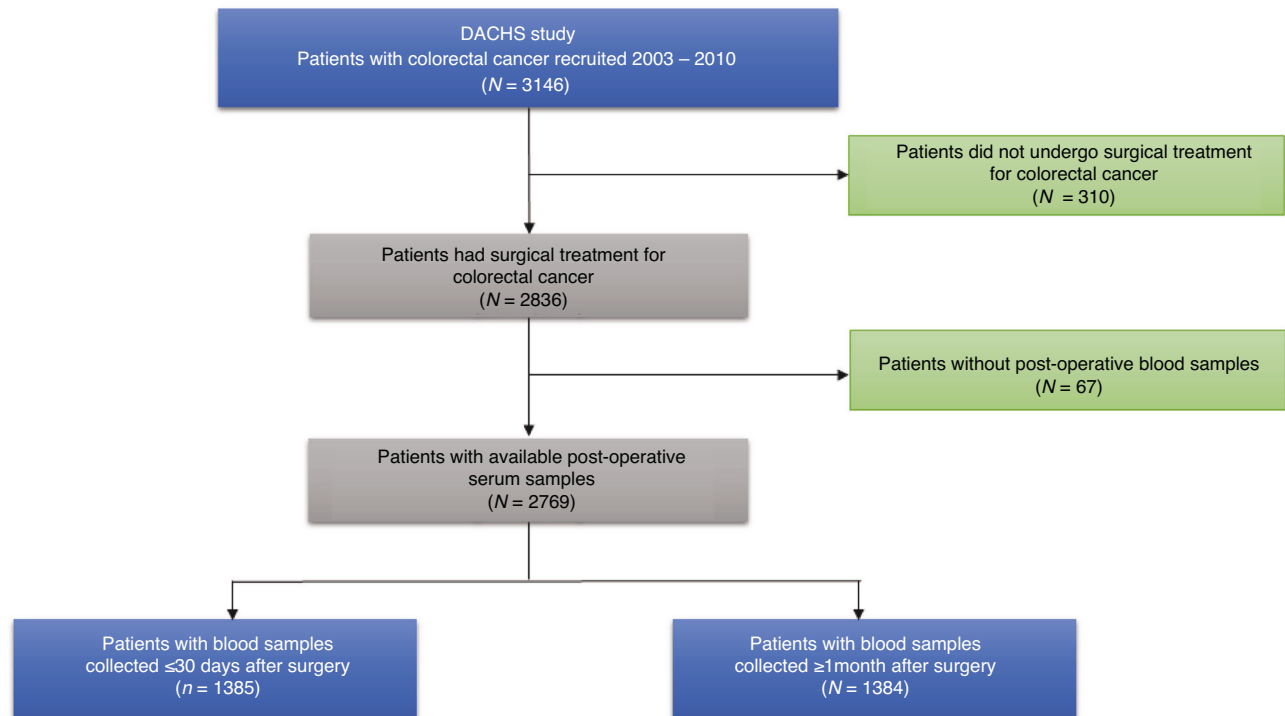 DACHS study
Patients with colorectal cancer recruited 2003 – 2010
(N = 3146)
Patients did not undergo surgical treatment
for colorectal cancer
(N = 310)
Patients had surgical treatment for
colorectal cancer
(N = 2836)
Patients without post-operative blood samples
(N = 67)
Patients with available post-operative
serum samples
(N = 2769)
Patients with blood samples
collected ≤30 days after surgery
(n = 1385)
Patients with blood samples
collected ≥1month after surgery
(N = 1384)